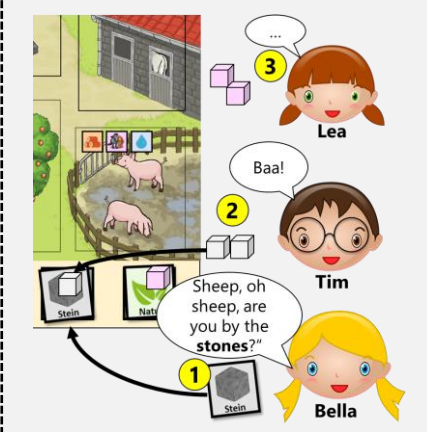 ...
3
Lea
Baa!
2
Tim
Stein
Natu
Sheep, oh
sheep, are
you by the
stones?“
1
Stein
Bella